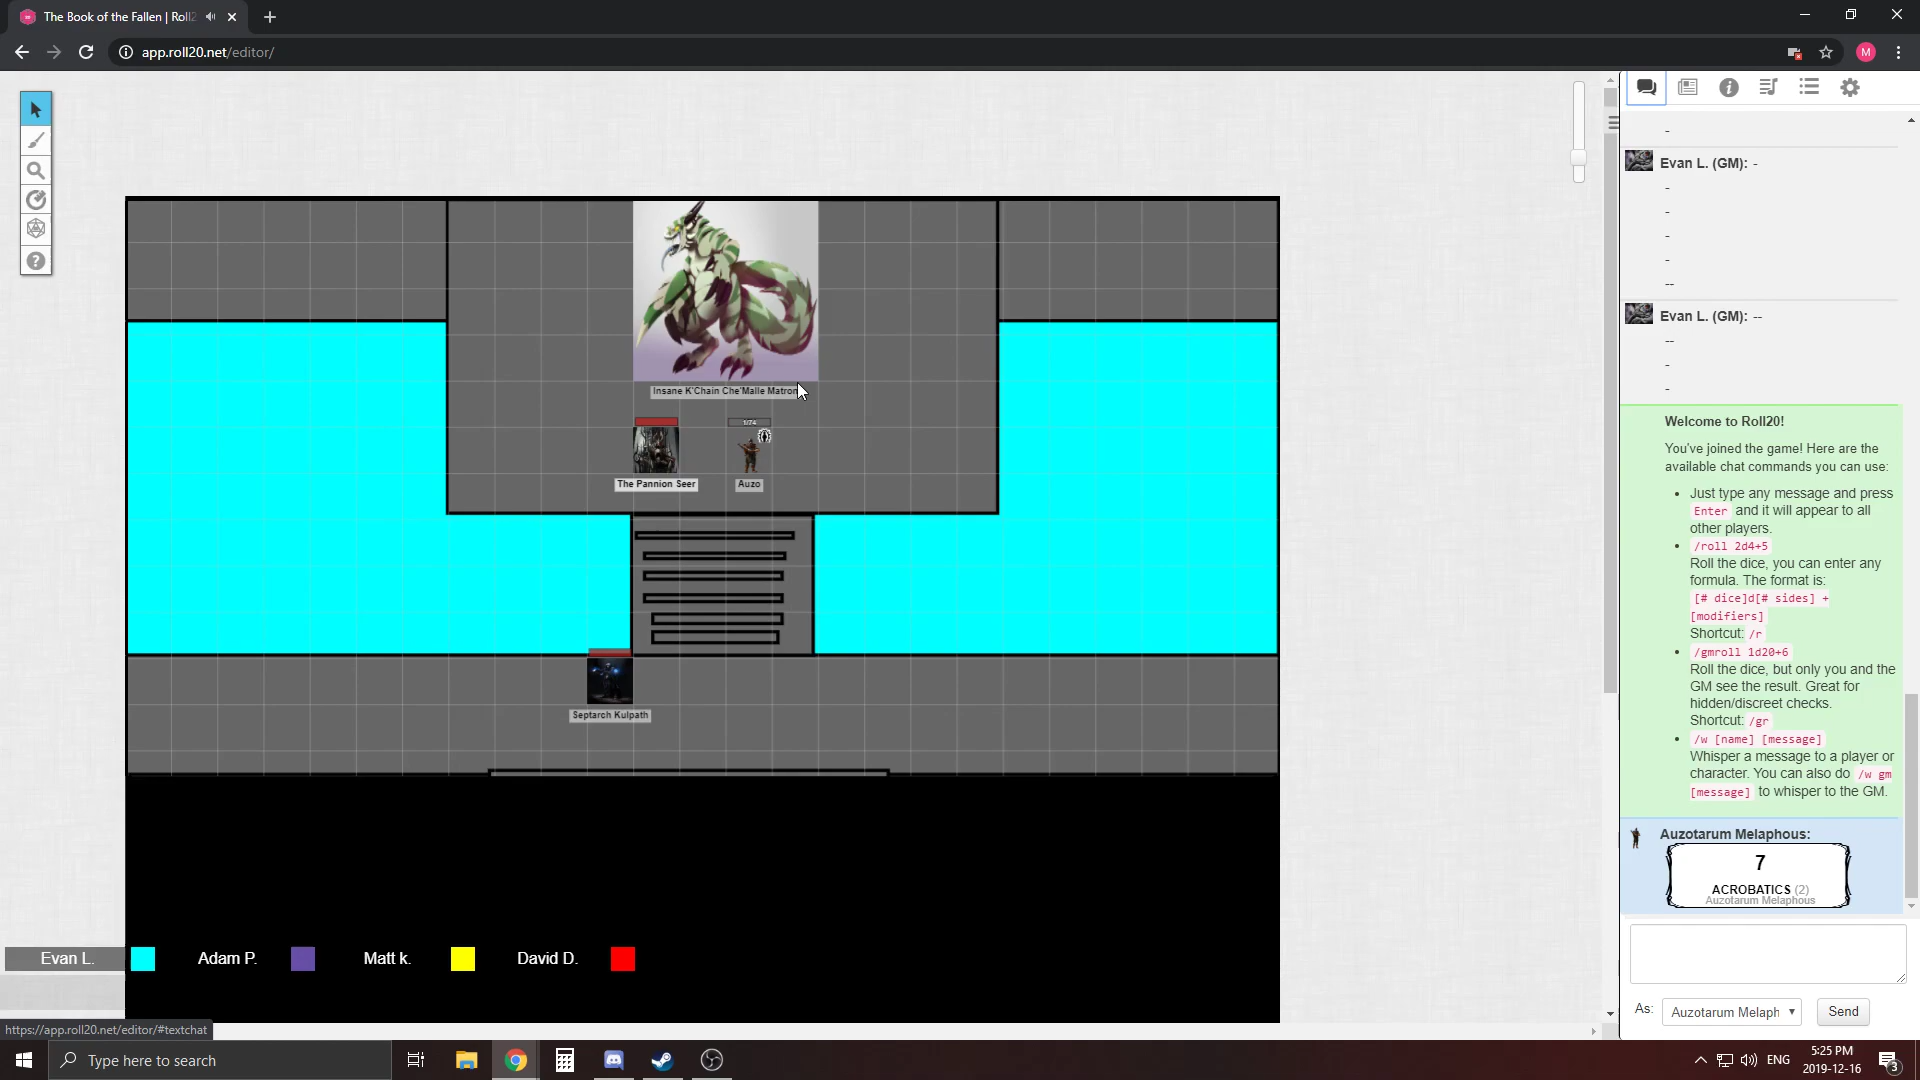 The Book of the Fallen | Roll2
app.roll20.net/editor/
M
Insane K'Chain Che'Malle Matron
1/74
The Pannion Seer
Auzo
Septarch Kulpath
Evan L.
Adam P.
Matt k.
David D.
https://app.roll20.net/editor/#textchat
-
Evan L. (GM): -
-
-
-
-
--
Evan L. (GM): --
--
-
-
Welcome to Roll20!
You've joined the game! Here are the
available chat commands you can use:
• Just type any message and press
Enter and it will appear to all
other players.
• /roll 2d4+5
Roll the dice, you can enter any
formula. The format is:
[# dice]d[# sides] +
[modifiers]
Shortcut: /r
• /gmroll 1d20+6
Roll the dice, but only you and the
GM see the result. Great for
hidden/discreet checks.
Shortcut: /gr
• /w [name] [message]
Whisper a message to a player or
character. You can also do /w gm
[message] to whisper to the GM.
Auzotarum Melaphous:
7
ACROBATICS (2)
Auzotarum Melaphous
As: Auzotarum Melaph Send
Type here to search
ENG
5:25 PM
2019-12-16
3